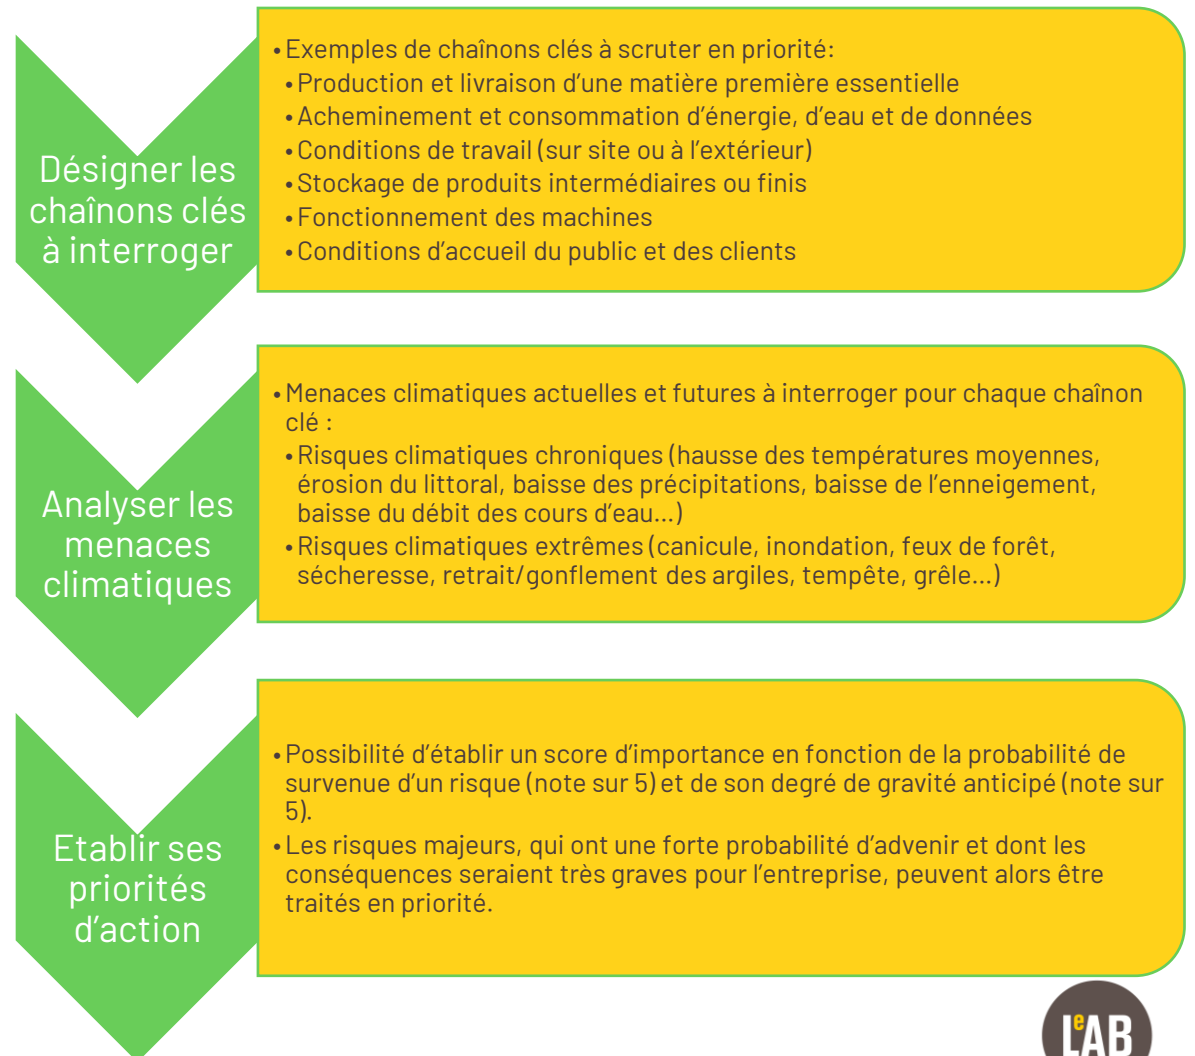 Désigner les
chaînons clés
à interroger
•Exemples de chaînons clés à scruter en priorité:
•Production et livraison d'une matière première essentielle
•Acheminement et consommation d'énergie, d'eau et de données
•Conditions de travail (sur site ou à l'extérieur)
•Stockage de produits intermédiaires ou finis
•Fonctionnement des machines
•Conditions d'accueil du public et des clients
Analyser les
menaces
climatiques
•Menaces climatiques actuelles et futures à interroger pour chaque chaînon
clé :
•Risques climatiques chroniques (hausse des températures moyennes,
érosion du littoral, baisse des précipitations, baisse de l'enneigement,
baisse du débit des cours d'eau…)
•Risques climatiques extrêmes (canicule, inondation, feux de forêt,
sécheresse, retrait/gonflement des argiles, tempête, grêle…)
Etablir ses
priorités
d'action
•Possibilité d'établir un score d'importance en fonction de la probabilité de
survenue d'un risque (note sur 5) et de son degré de gravité anticipé (note sur
5).
•Les risques majeurs, qui ont une forte probabilité d'advenir et dont les
conséquences seraient très graves pour l'entreprise, peuvent alors être
traités en priorité.
LeAB